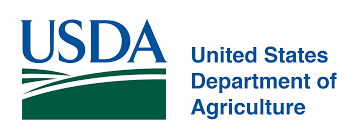 USDA
United States
Department of
Agriculture